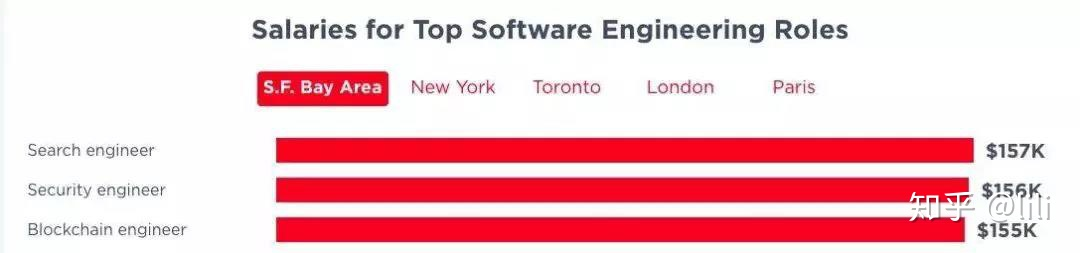 Salaries for Top Software Engineering Roles
S.F. Bay Area New York Toronto London Paris
Search engineer $157K
Security engineer $156K
知乎 @lili
Blockchain engineer $155K